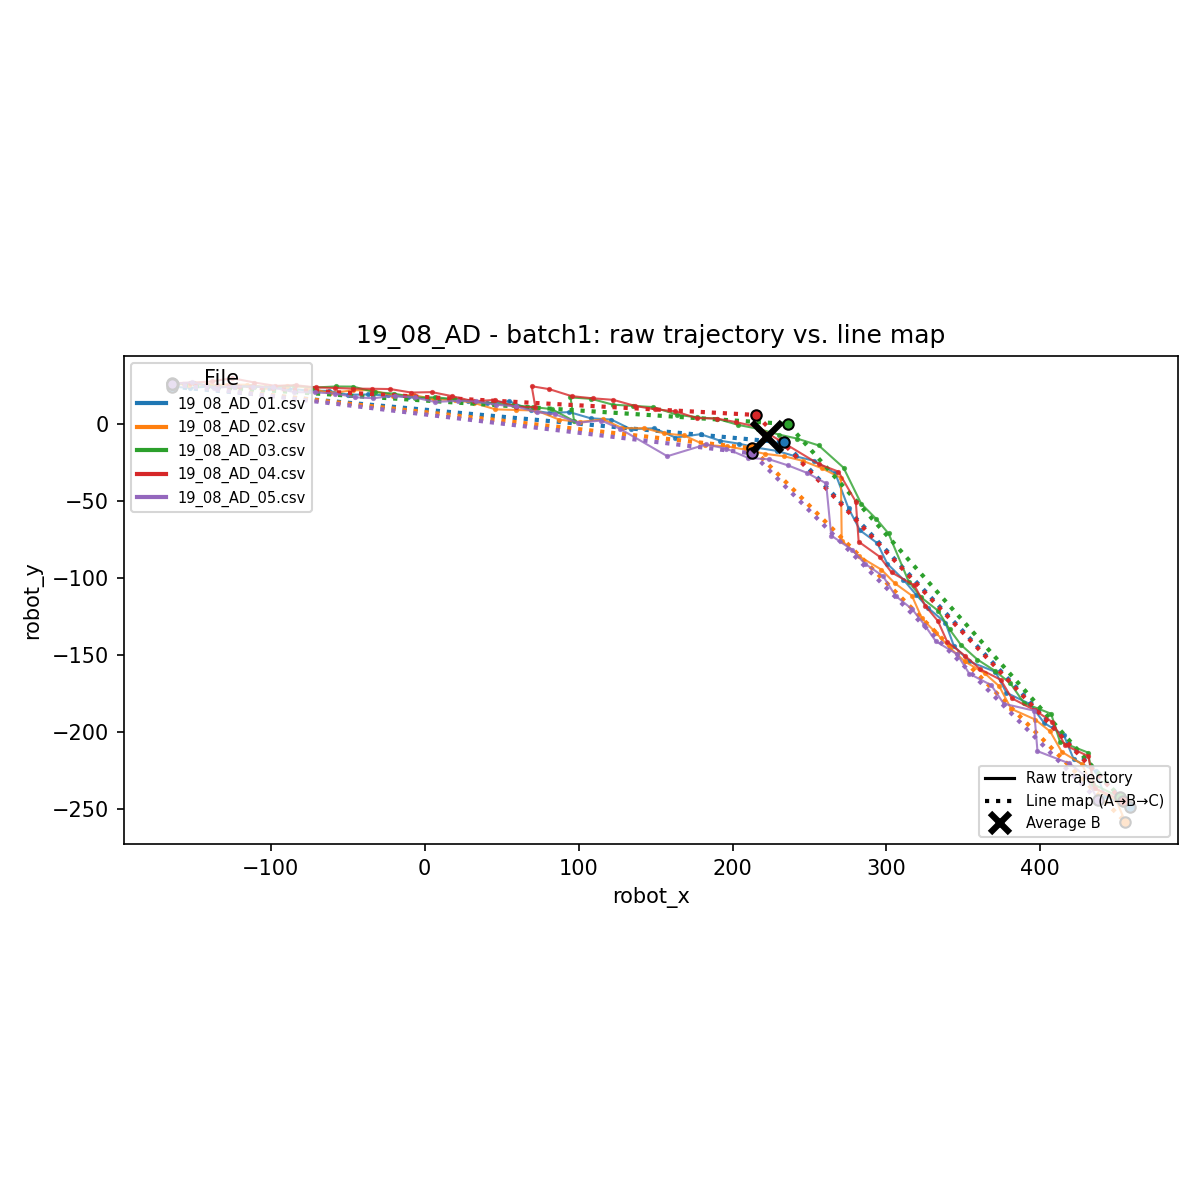 19_08_AD - batch1: raw trajectory vs. line map
File
19_08_AD_01.csv
19_08_AD_02.csv
19_08_AD_03.csv
19_08_AD_04.csv
19_08_AD_05.csv
robot_y
0
−50
−100
−150
−200
−250
Raw trajectory
Line map (A→B→C)
Average B
−100
0
100
200
300
400
robot_x